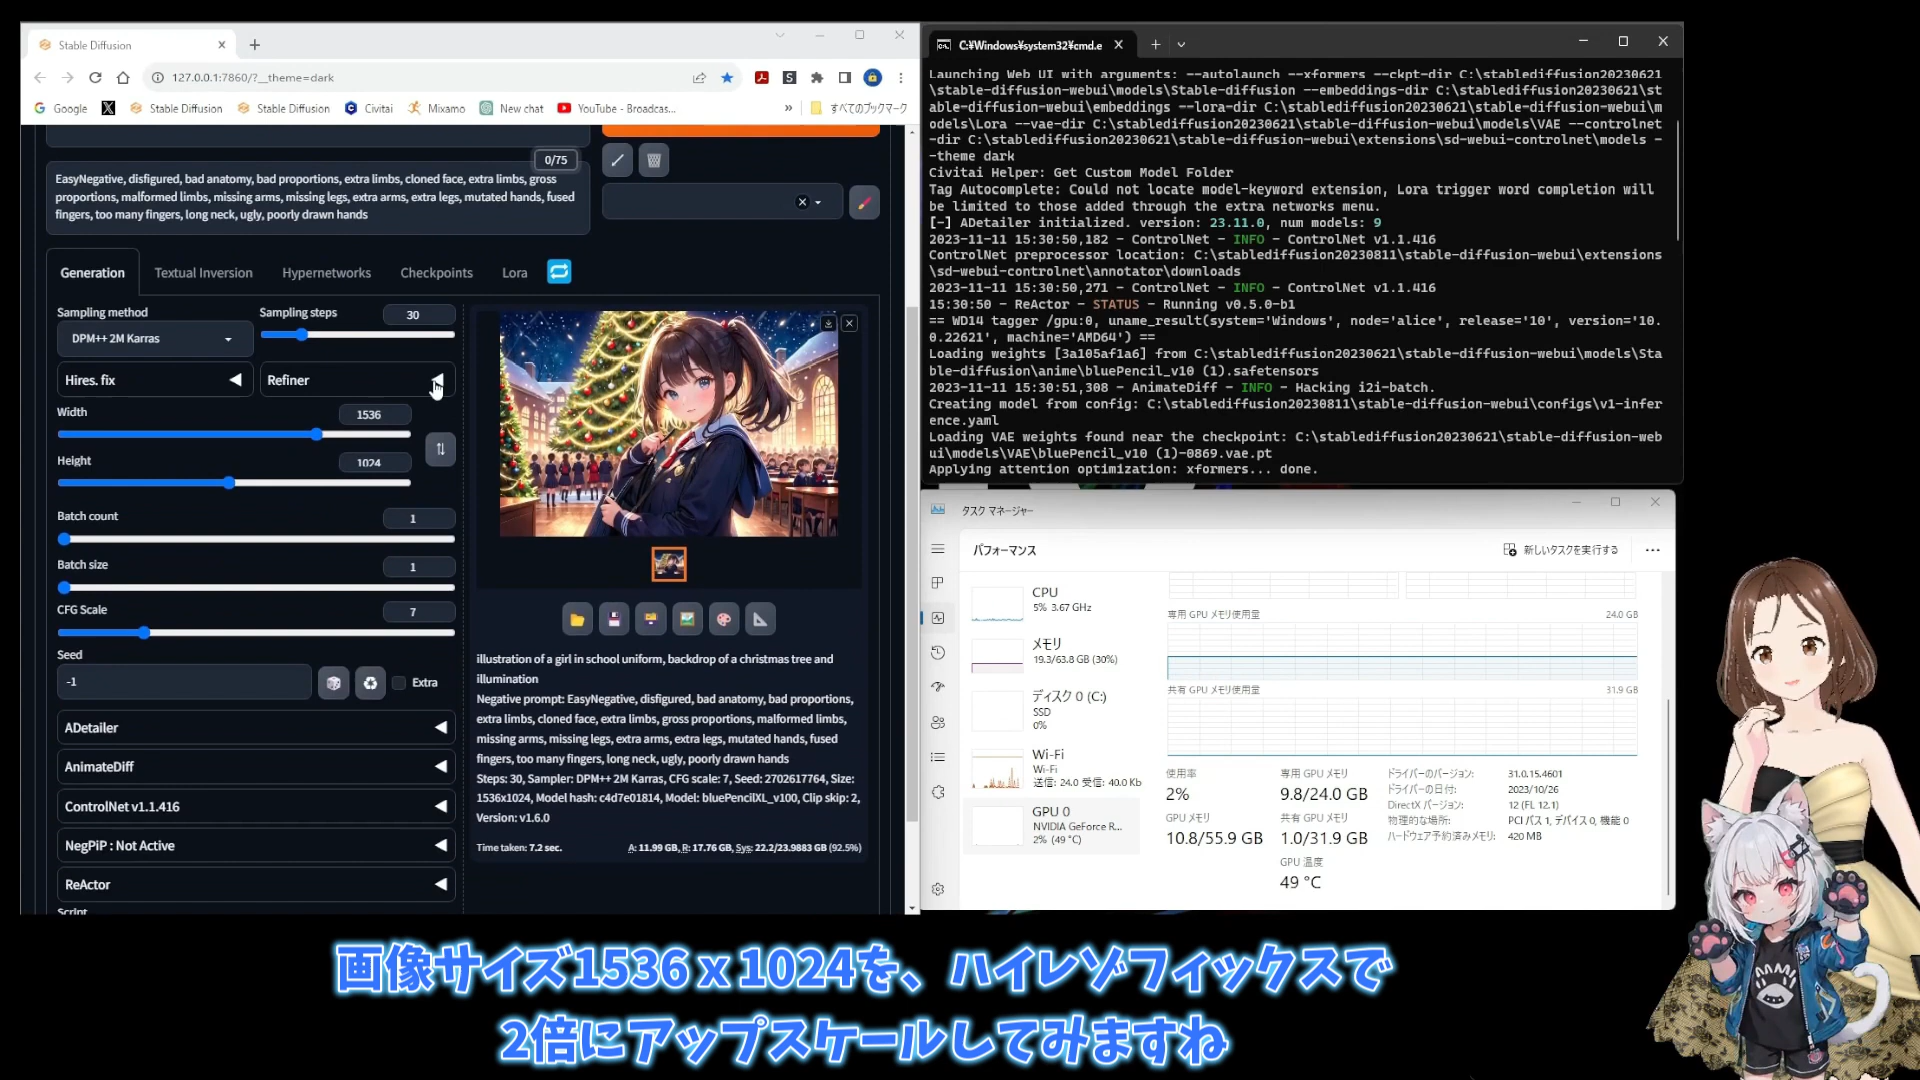 Stable Diffusion
127.0.0.1:7860/?__theme=dark
Google
Stable Diffusion
Stable Diffusion
Civitai
Mixamo
New chat
YouTube - Broadcas...
»
すべてのブックマーク
0/75
EasyNegative, disfigured, bad anatomy, bad proportions, extra limbs, cloned face, extra limbs, gross
proportions, malformed limbs, missing arms, missing legs, extra arms, extra legs, mutated hands, fused
fingers, too many fingers, long neck, ugly, poorly drawn hands
Generation
Textual Inversion
Hypernetworks
Checkpoints
Lora
Sampling method
DPM++ 2M Karras
Sampling steps
30
Hires. fix
Refiner
Width
1536
Height
1024
Batch count
1
Batch size
1
CFG Scale
7
Seed
-1
Extra
ADetailer
AnimateDiff
ControlNet v1.1.416
NegPiP : Not Active
ReActor
Script
illustration of a girl in school uniform, backdrop of a christmas tree and
illumination
Negative prompt: EasyNegative, disfigured, bad anatomy, bad proportions,
extra limbs, cloned face, extra limbs, gross proportions, malformed limbs,
missing arms, missing legs, extra arms, extra legs, mutated hands, fused
fingers, too many fingers, long neck, ugly, poorly drawn hands
Steps: 30, Sampler: DPM++ 2M Karras, CFG scale: 7, Seed: 2702617764, Size:
1536x1024, Model hash: c4d7e01814, Model: bluePencilXL_v100, Clip skip: 2,
Version: v1.6.0
Time taken: 7.2 sec.
A: 11.99 GB, R: 17.76 GB, Sys: 22.2/23.9883 GB (92.5%)
C:¥Windows¥system32¥cmd.e
Launching Web UI with arguments: --autolaunch --xformers --ckpt-dir C:\stablediffusion20230621
\stable-diffusion-webui\models\Stable-diffusion --embeddings-dir C:\stablediffusion20230621\st
able-diffusion-webui\embeddings --lora-dir C:\stablediffusion20230621\stable-diffusion-webui\m
odels\Lora --vae-dir C:\stablediffusion20230621\stable-diffusion-webui\models\VAE --controlnet
-dir C:\stablediffusion20230621\stable-diffusion-webui\extensions\sd-webui-controlnet\models -
-theme dark
Civitai Helper: Get Custom Model Folder
Tag Autocomplete: Could not locate model-keyword extension, Lora trigger word completion will
be limited to those added through the extra networks menu.
[-] ADetailer initialized. version: 23.11.0, num models: 9
2023-11-11 15:30:50,182 - ControlNet - INFO - ControlNet v1.1.416
ControlNet preprocessor location: C:\stablediffusion20230811\stable-diffusion-webui\extensions
\sd-webui-controlnet\annotator\downloads
2023-11-11 15:30:50,271 - ControlNet - INFO - ControlNet v1.1.416
15:30:50 - ReActor - STATUS - Running v0.5.0-b1
== WD14 tagger /gpu:0, uname_result(system='Windows', node='alice', release='10', version='10.
0.22621', machine='AMD64') ==
Loading weights [3a105af1a6] from C:\stablediffusion20230621\stable-diffusion-webui\models\Sta
ble-diffusion\anime\bluePencil_v10 (1).safetensors
2023-11-11 15:30:51,308 - AnimateDiff - INFO - Hacking i2i-batch.
Creating model from config: C:\stablediffusion20230811\stable-diffusion-webui\configs\v1-infer
ence.yaml
Loading VAE weights found near the checkpoint: C:\stablediffusion20230621\stable-diffusion-web
ui\models\VAE\bluePencil_v10 (1)-0869.vae.pt
Applying attention optimization: xformers... done.
タスク マネージャー
パフォーマンス
新しいタスクを実行する
CPU
5% 3.67 GHz
メモリ
19.3/63.8 GB (30%)
ディスク 0 (C:)
SSD
0%
Wi-Fi
Wi-Fi
送信: 24.0 受信: 40.0 Kb
GPU 0
NVIDIA GeForce R...
2% (49 °C)
専用 GPU メモリ使用量
24.0 GB
共有 GPU メモリ使用量
31.9 GB
使用率
2%
専用 GPU メモリ
9.8/24.0 GB
GPU メモリ
10.8/55.9 GB
共有 GPU メモリ
1.0/31.9 GB
GPU 温度
49 °C
ドライバーのバージョン: 31.0.15.4601
ドライバーの日付: 2023/10/26
DirectX バージョン: 12 (FL 12.1)
物理的な場所: PCI バス 1, デバイス 0, 機能 0
ハードウェア予約済みメモリ: 420 MB
画像サイズ1536 x 1024を、ハイレゾフィックスで
2倍にアップスケールしてみますね